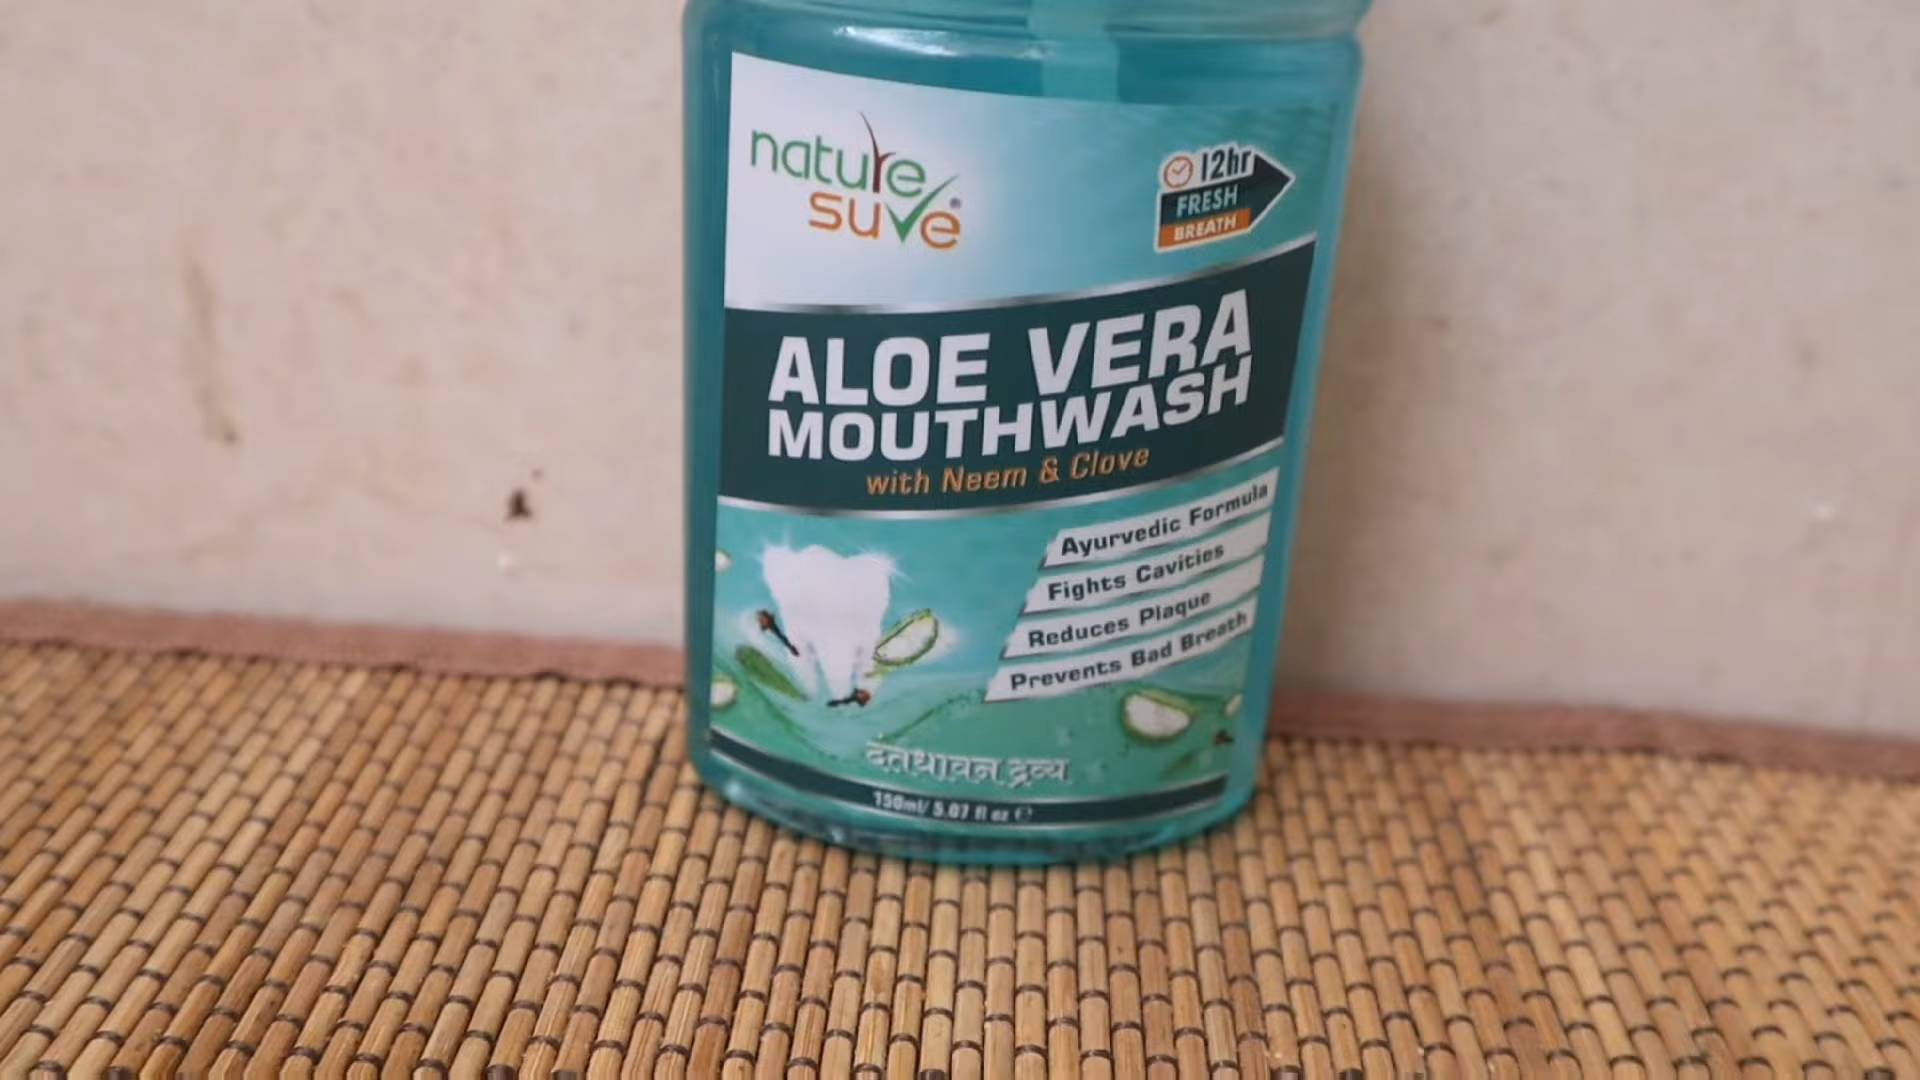 nature
suve®
12hr
FRESH
BREATH
ALOE VERA
MOUTHWASH
with Neem & Clove
Ayurvedic Formula
Fights Cavities
Reduces Plaque
Prevents Bad Breath
दंतधावन द्रव्य
150ml/ 5.07 fl oz ℮